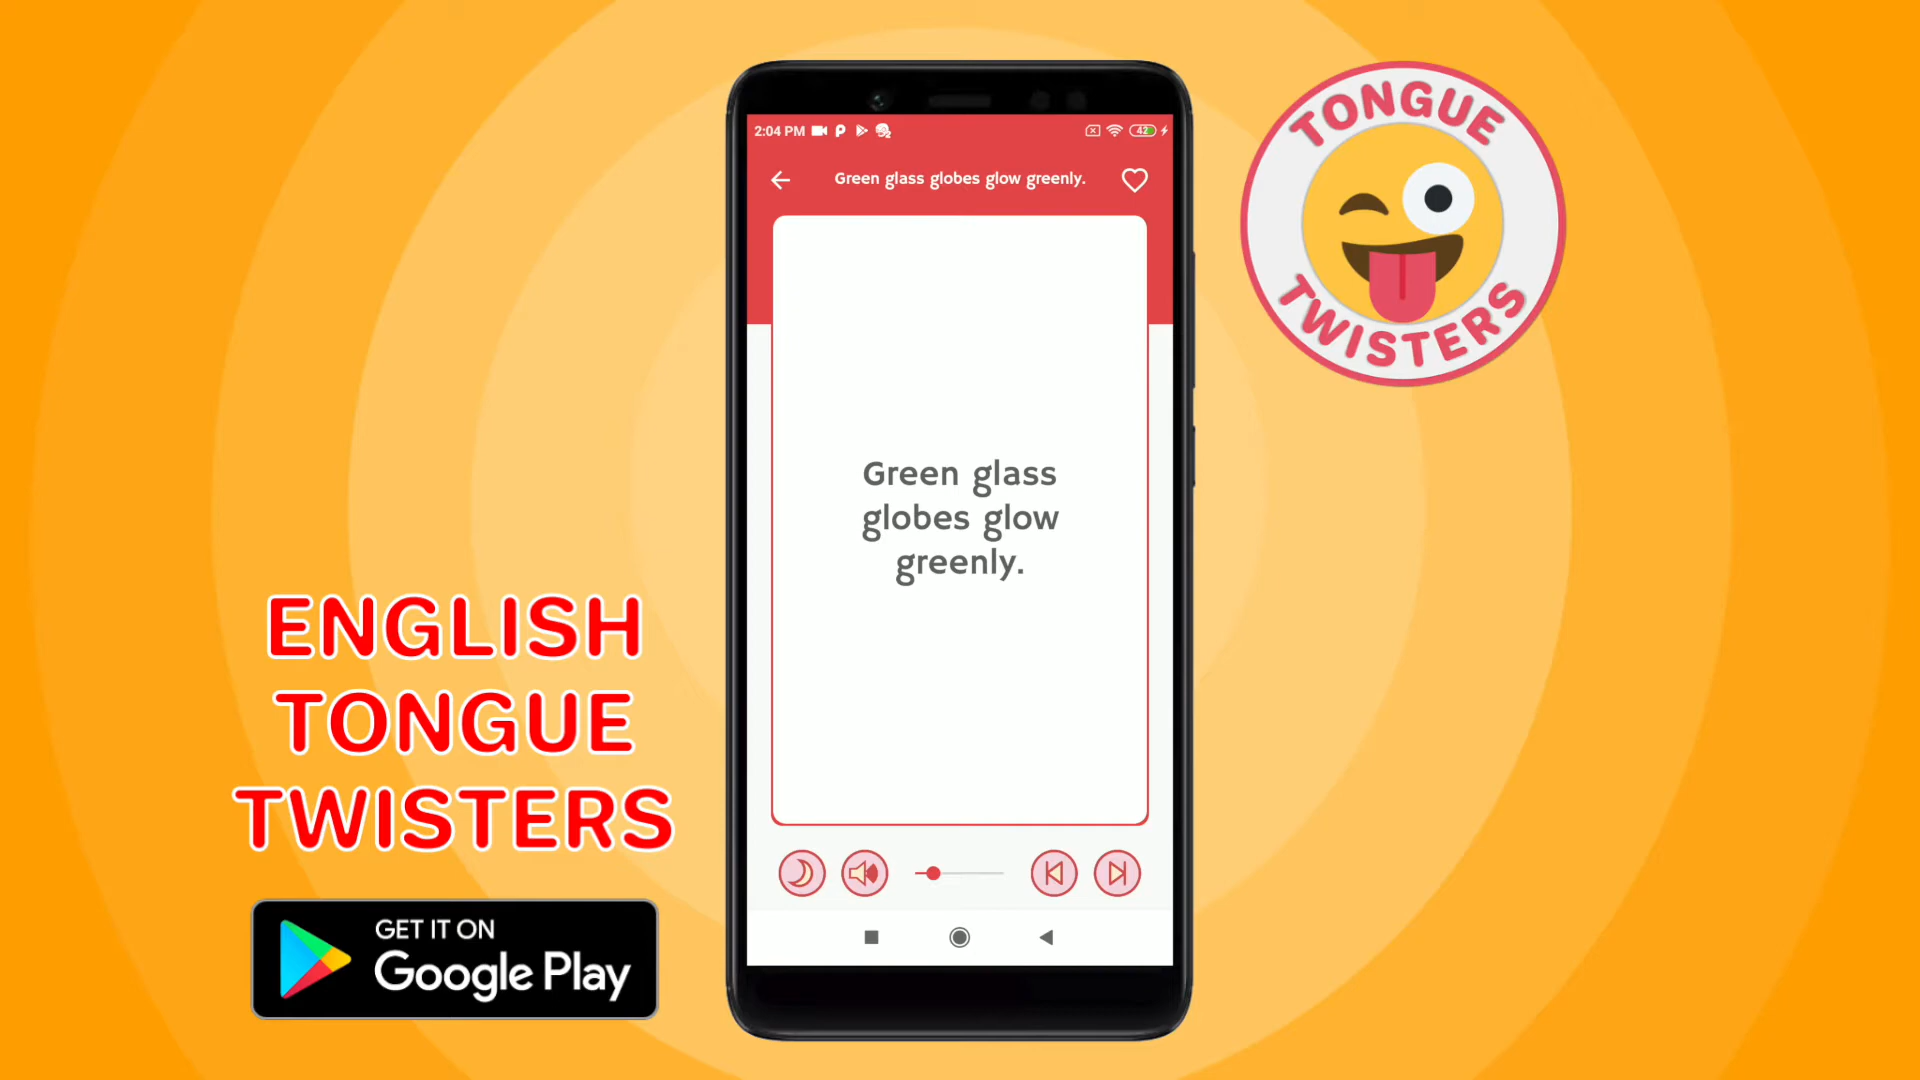 2:04 PM
42
Green glass globes glow greenly.
Green glass
globes glow
greenly.
TONGUE
TWISTERS
ENGLISH
TONGUE
TWISTERS
GET IT ON
Google Play